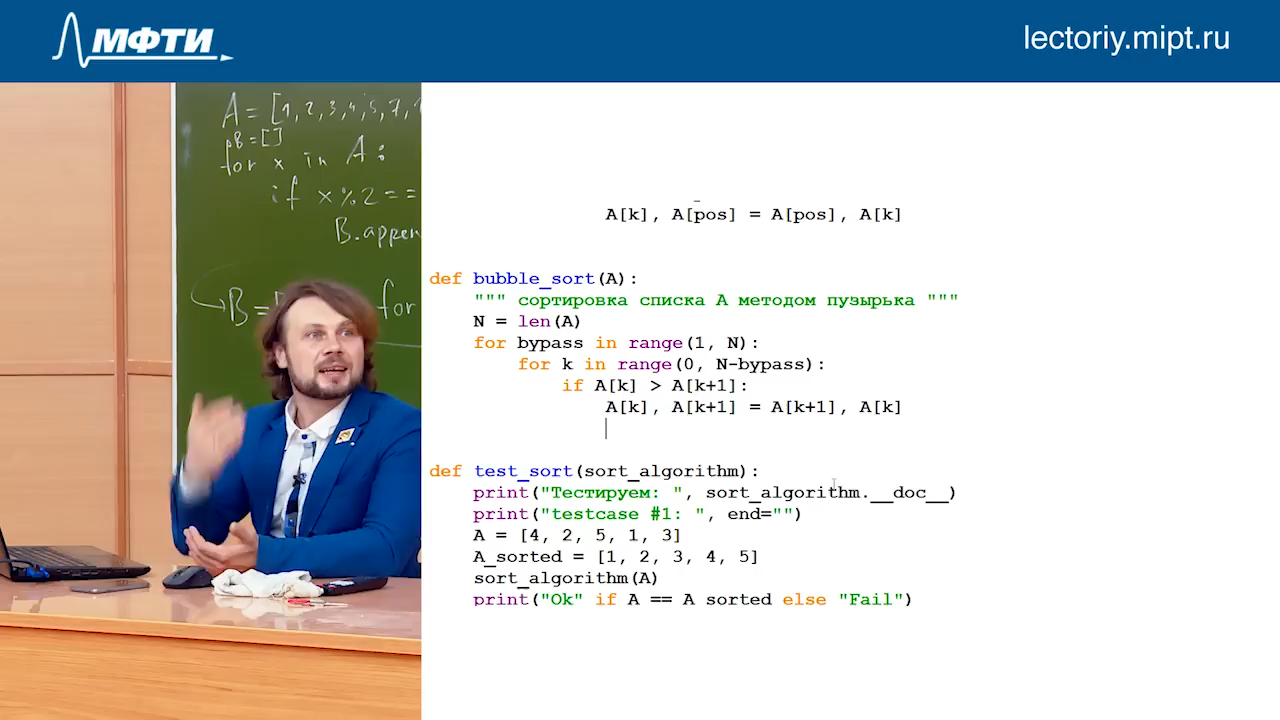 МФТИ
lectoriy.mipt.ru
A = [1, 2, 3, 4, 5, 7,
B=[]
for x in A:
if x%2 ==
B.appen
B=[
for
A[k], A[pos] = A[pos], A[k]
def bubble_sort(A):
""" сортировка списка A методом пузырька """
N = len(A)
for bypass in range(1, N):
for k in range(0, N-bypass):
if A[k] > A[k+1]:
A[k], A[k+1] = A[k+1], A[k]
def test_sort(sort_algorithm):
print("Тестируем: ", sort_algorithm.__doc__)
print("testcase #1: ", end="")
A = [4, 2, 5, 1, 3]
A_sorted = [1, 2, 3, 4, 5]
sort_algorithm(A)
print("Ok" if A == A sorted else "Fail")